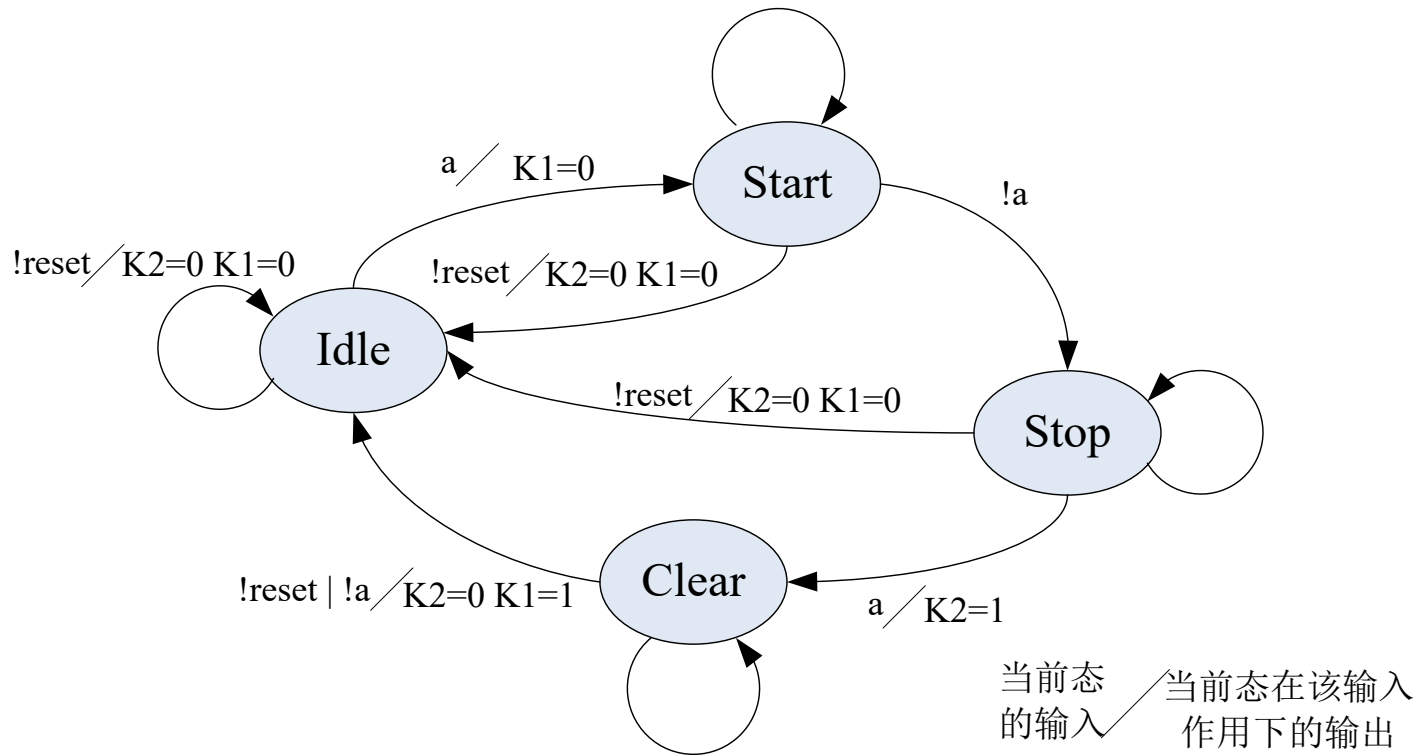 a／ K1=0
Start
!a
!reset／K2=0 K1=0
!reset／K2=0 K1=0
Idle
!reset／K2=0 K1=0
Stop
Clear
!reset | !a／K2=0 K1=1
a／K2=1
当前态
的输入／当前态在该输入
作用下的输出